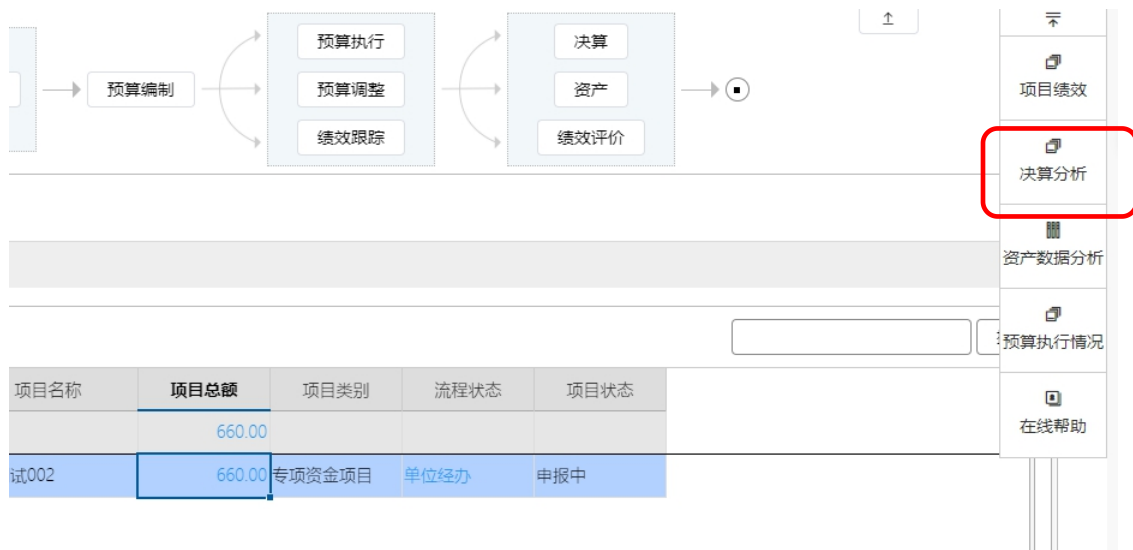 预算执行
决算
预算编制
预算调整
资产
绩效跟踪
绩效评价
项目绩效
决算分析
资产数据分析
预算执行情况
在线帮助
项目名称 项目总额 项目类别 流程状态 项目状态
660.00
试002 660.00 专项资金项目 单位经办 申报中